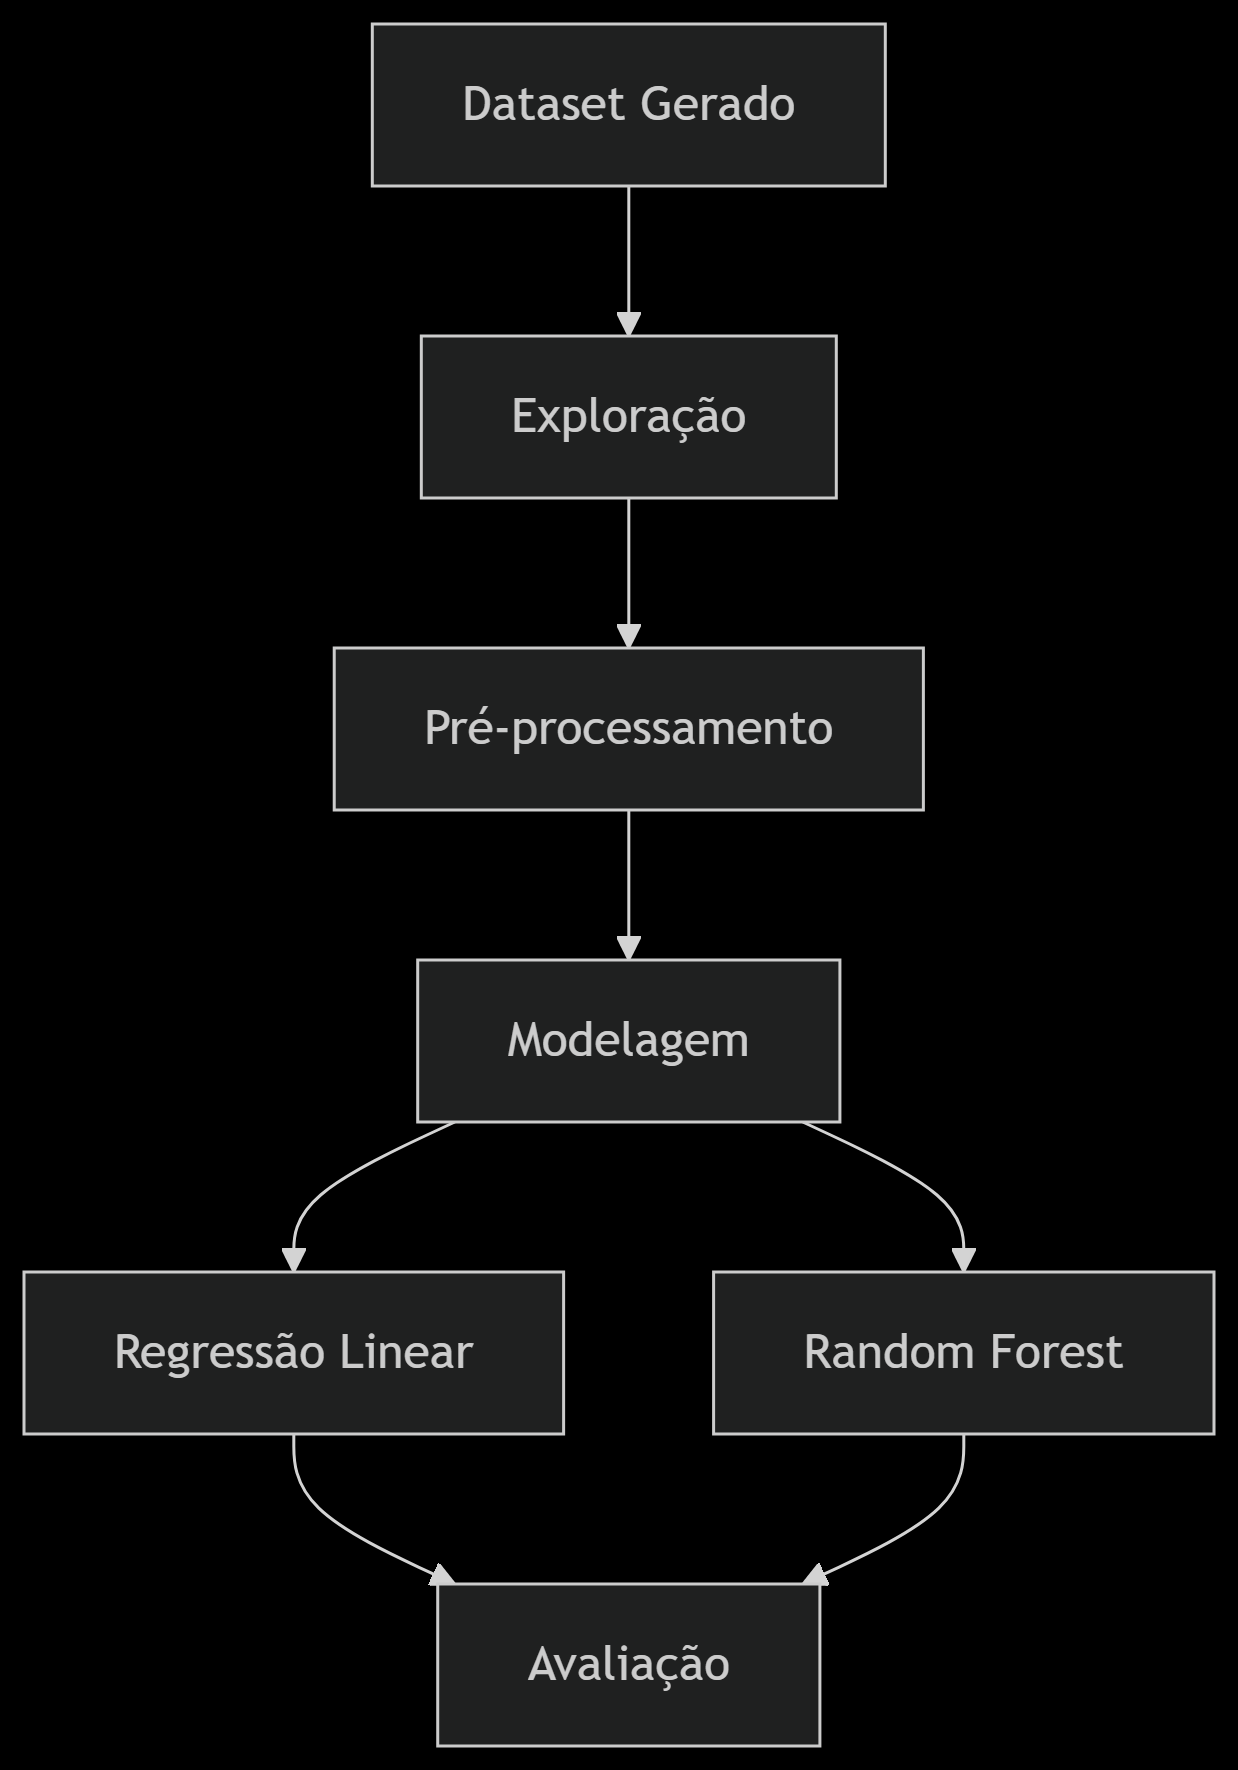 Dataset Gerado
Exploração
Pré-processamento
Modelagem
Regressão Linear
Random Forest
Avaliação